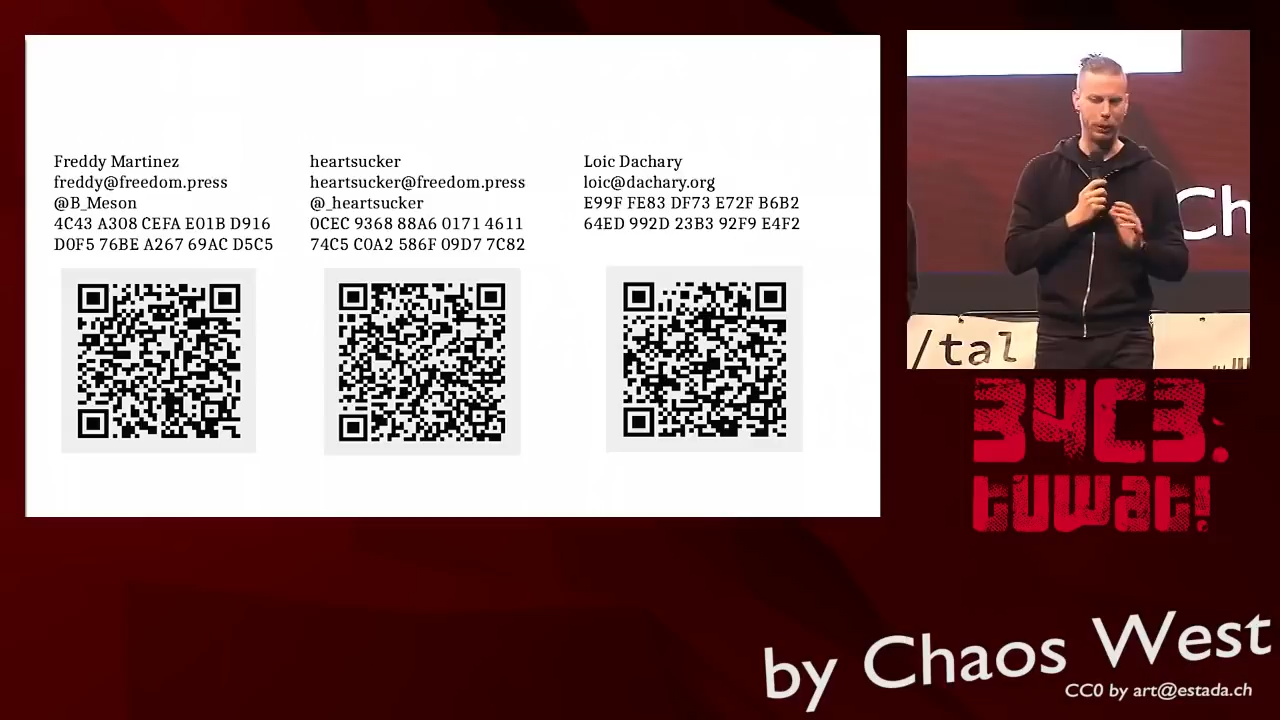 Freddy Martinez
freddy@freedom.press
@B_Meson
4C43 A308 CEFA E01B D916
D0F5 76BE A267 69AC D5C5
heartsucker
heartsucker@freedom.press
@_heartsucker
0CEC 9368 88A6 0171 4611
74C5 C0A2 586F 09D7 7C82
Loic Dachary
loic@dachary.org
E99F FE83 DF73 E72F B6B2
64ED 992D 23B3 92F9 E4F2
Ch
/tal
34C3:
tuwat!
by Chaos West
CC0 by art@estada.ch